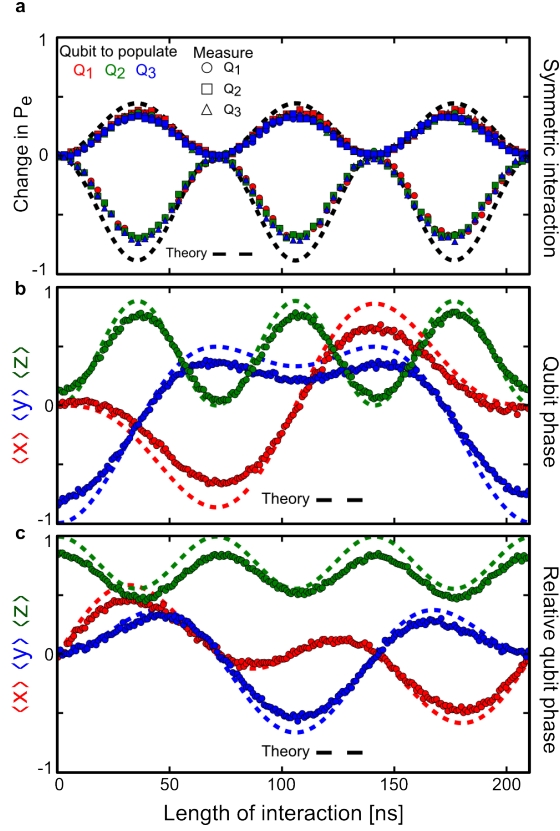 a
Qubit to populate
Q1 Q2 Q3
Measure
Q1
Q2
Q3
1
0
-1
Change in Pe
Theory
Symmetric interaction
b
1
0
-1
⟨x⟩ ⟨y⟩ ⟨z⟩
Theory
Qubit phase
c
1
0
-1
⟨x⟩ ⟨y⟩ ⟨z⟩
Theory
Relative qubit phase
0 50 100 150 200
Length of interaction [ns]